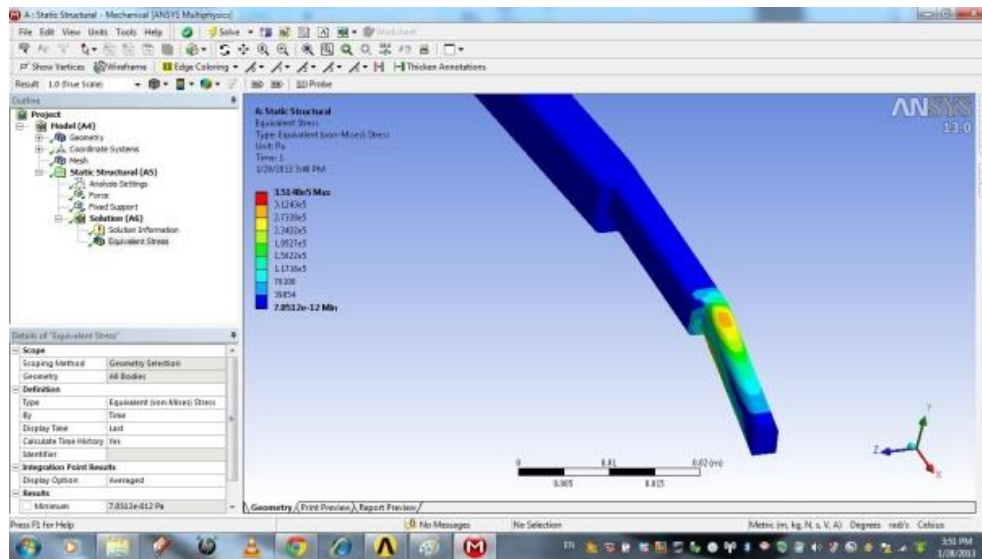 A : Static Structural - Mechanical [ANSYS Multiphysics]
File Edit View Units Tools Help Solve Worksheet
Show Vertices Wireframe Edge Coloring Thicken Annotations
Result 1.0 (True Scale) Probe
Outline
Project
Model (A4)
Geometry
Coordinate Systems
Mesh
Static Structural (A5)
Analysis Settings
Force
Fixed Support
Solution (A6)
Solution Information
Equivalent Stress
A: Static Structural
Equivalent Stress
Type: Equivalent (von-Mises) Stress
Unit: Pa
Time: 1
1/28/2013 3:48 PM
3.5148e5 Max
3.1243e5
2.7338e5
2.3432e5
1.9527e5
1.5622e5
1.1716e5
78108
39054
7.0512e-12 Min
ANSYS
13.0
0 0.01 0.02 (m)
0.005 0.015
Y
Z
X
Details of "Equivalent Stress"
Scope
Scoping Method Geometry Selection
Geometry All Bodies
Definition
Type Equivalent (von-Mises) Stress
By Time
Display Time Last
Calculate Time History Yes
Identifier
Integration Point Results
Display Option Averaged
Results
Minimum 7.0512e-012 Pa
Geometry Print Preview Report Preview
Press F1 for Help No Messages No Selection Metric (m, kg, N, s, V, A) Degrees rad/s Celsius
EN 3:51 PM
1/28/2013